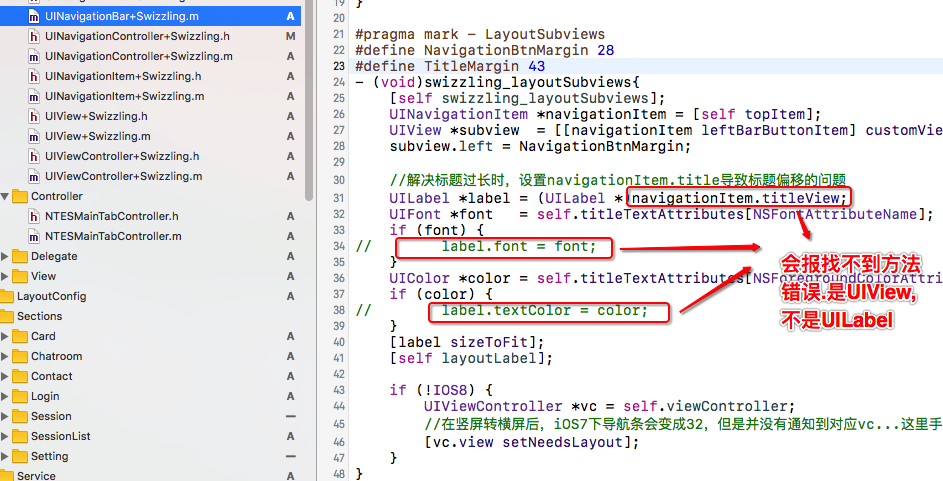 UINavigationBar+Swizzling.m A
UINavigationController+Swizzling.h M
UINavigationController+Swizzling.m A
UINavigationItem+Swizzling.h A
UINavigationItem+Swizzling.m A
UIView+Swizzling.h A
UIView+Swizzling.m A
UIViewController+Swizzling.h A
UIViewController+Swizzling.m A
Controller
NTESMainTabController.h A
NTESMainTabController.m A
Delegate A
View A
LayoutConfig A
Sections
Card A
Chatroom A
Contact A
Login A
Session —
SessionList A
Setting —
Service A
19 }
20
21 #pragma mark - LayoutSubviews
22 #define NavigationBtnMargin 28
23 #define TitleMargin 43
24 - (void)swizzling_layoutSubviews{
25 [self swizzling_layoutSubviews];
26 UINavigationItem *navigationItem = [self topItem];
27 UIView *subview = [[navigationItem leftBarButtonItem] customVie
28 subview.left = NavigationBtnMargin;
29
30 //解决标题过长时，设置navigationItem.title导致标题偏移的问题
31 UILabel *label = (UILabel *)navigationItem.titleView;
32 UIFont *font = self.titleTextAttributes[NSFontAttributeName];
33 if (font) {
34 // label.font = font;
35 }
36 UIColor *color = self.titleTextAttributes[NSForegroundColorAttri
37 if (color) {
38 // label.textColor = color;
39 }
40 [label sizeToFit];
41 [self layoutLabel];
42
43 if (!IOS8) {
44 UIViewController *vc = self.viewController;
45 //在竖屏转横屏后，iOS7下导航条会变成32，但是并没有通知到对应vc...这里手
46 [vc.view setNeedsLayout];
47 }
48 }
会报找不到方法
错误.是UIView,
不是UILabel